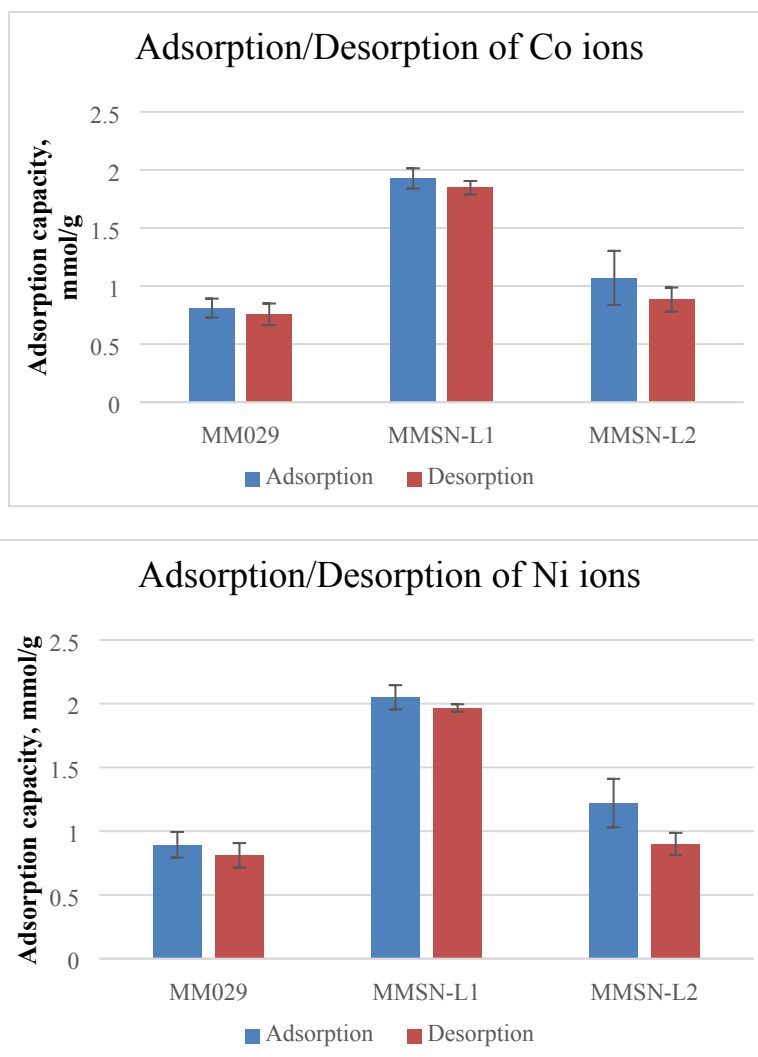 Adsorption/Desorption of Co ions
Adsorption capacity,
mmol/g
2.5
2
1.5
1
0.5
0
MM029 MMSN-L1 MMSN-L2
Adsorption Desorption
Adsorption/Desorption of Ni ions
Adsorption capacity, mmol/g
2.5
2
1.5
1
0.5
0
MM029 MMSN-L1 MMSN-L2
Adsorption Desorption